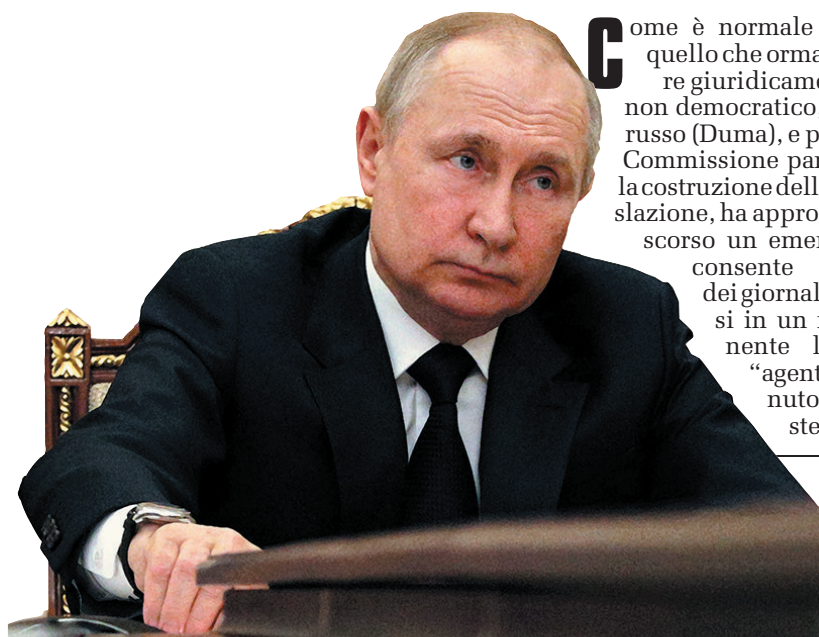 Come è normale
quello che orma
re giuridicame
non democratico,
russo (Duma), e p
Commissione par
la costruzione dell
slazione, ha appro
scorso un emen
consente
dei giornal
si in un
nente l
“agent
nuto
ste